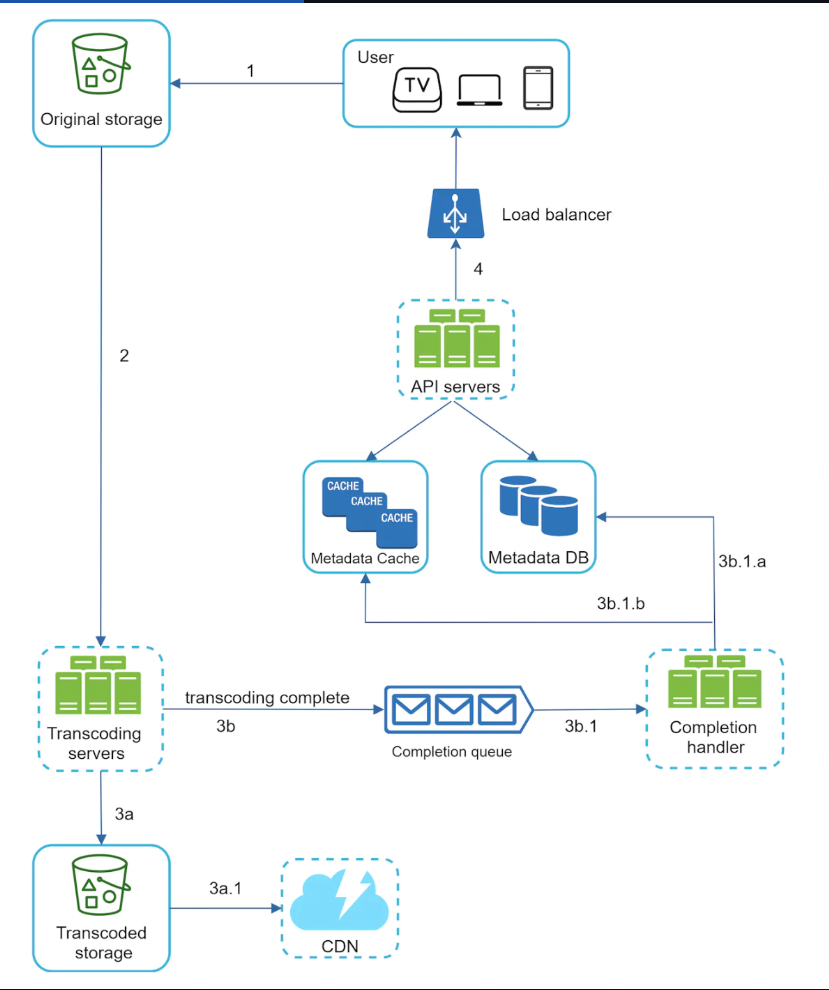 User
TV
1
Original storage
Load balancer
4
2
API servers
CACHE
CACHE
CACHE
Metadata Cache
Metadata DB
3b.1.a
3b.1.b
transcoding complete
3b
Transcoding
servers
Completion queue
3b.1
Completion
handler
3a
Transcoded
storage
3a.1
CDN